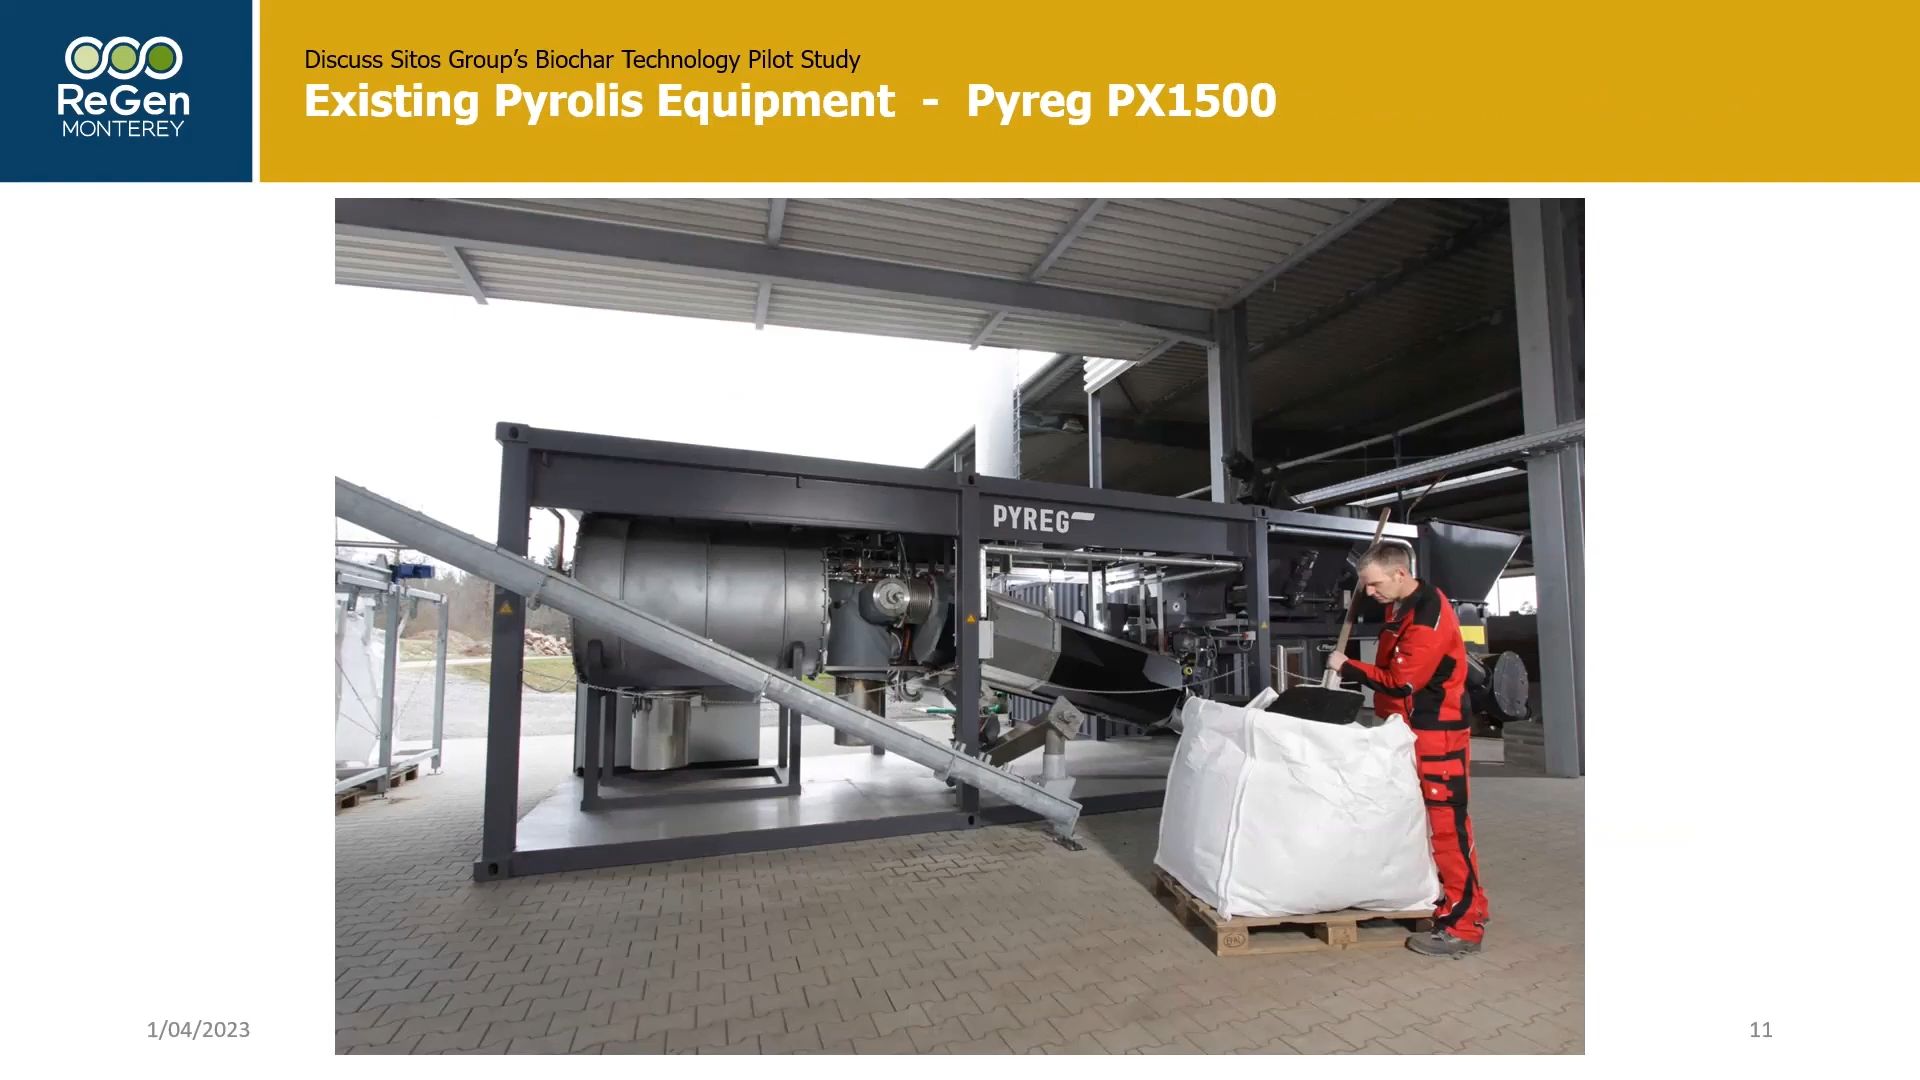 ReGen
MONTEREY
Discuss Sitos Group's Biochar Technology Pilot Study
Existing Pyrolis Equipment - Pyreg PX1500
PYREG
1/04/2023
11